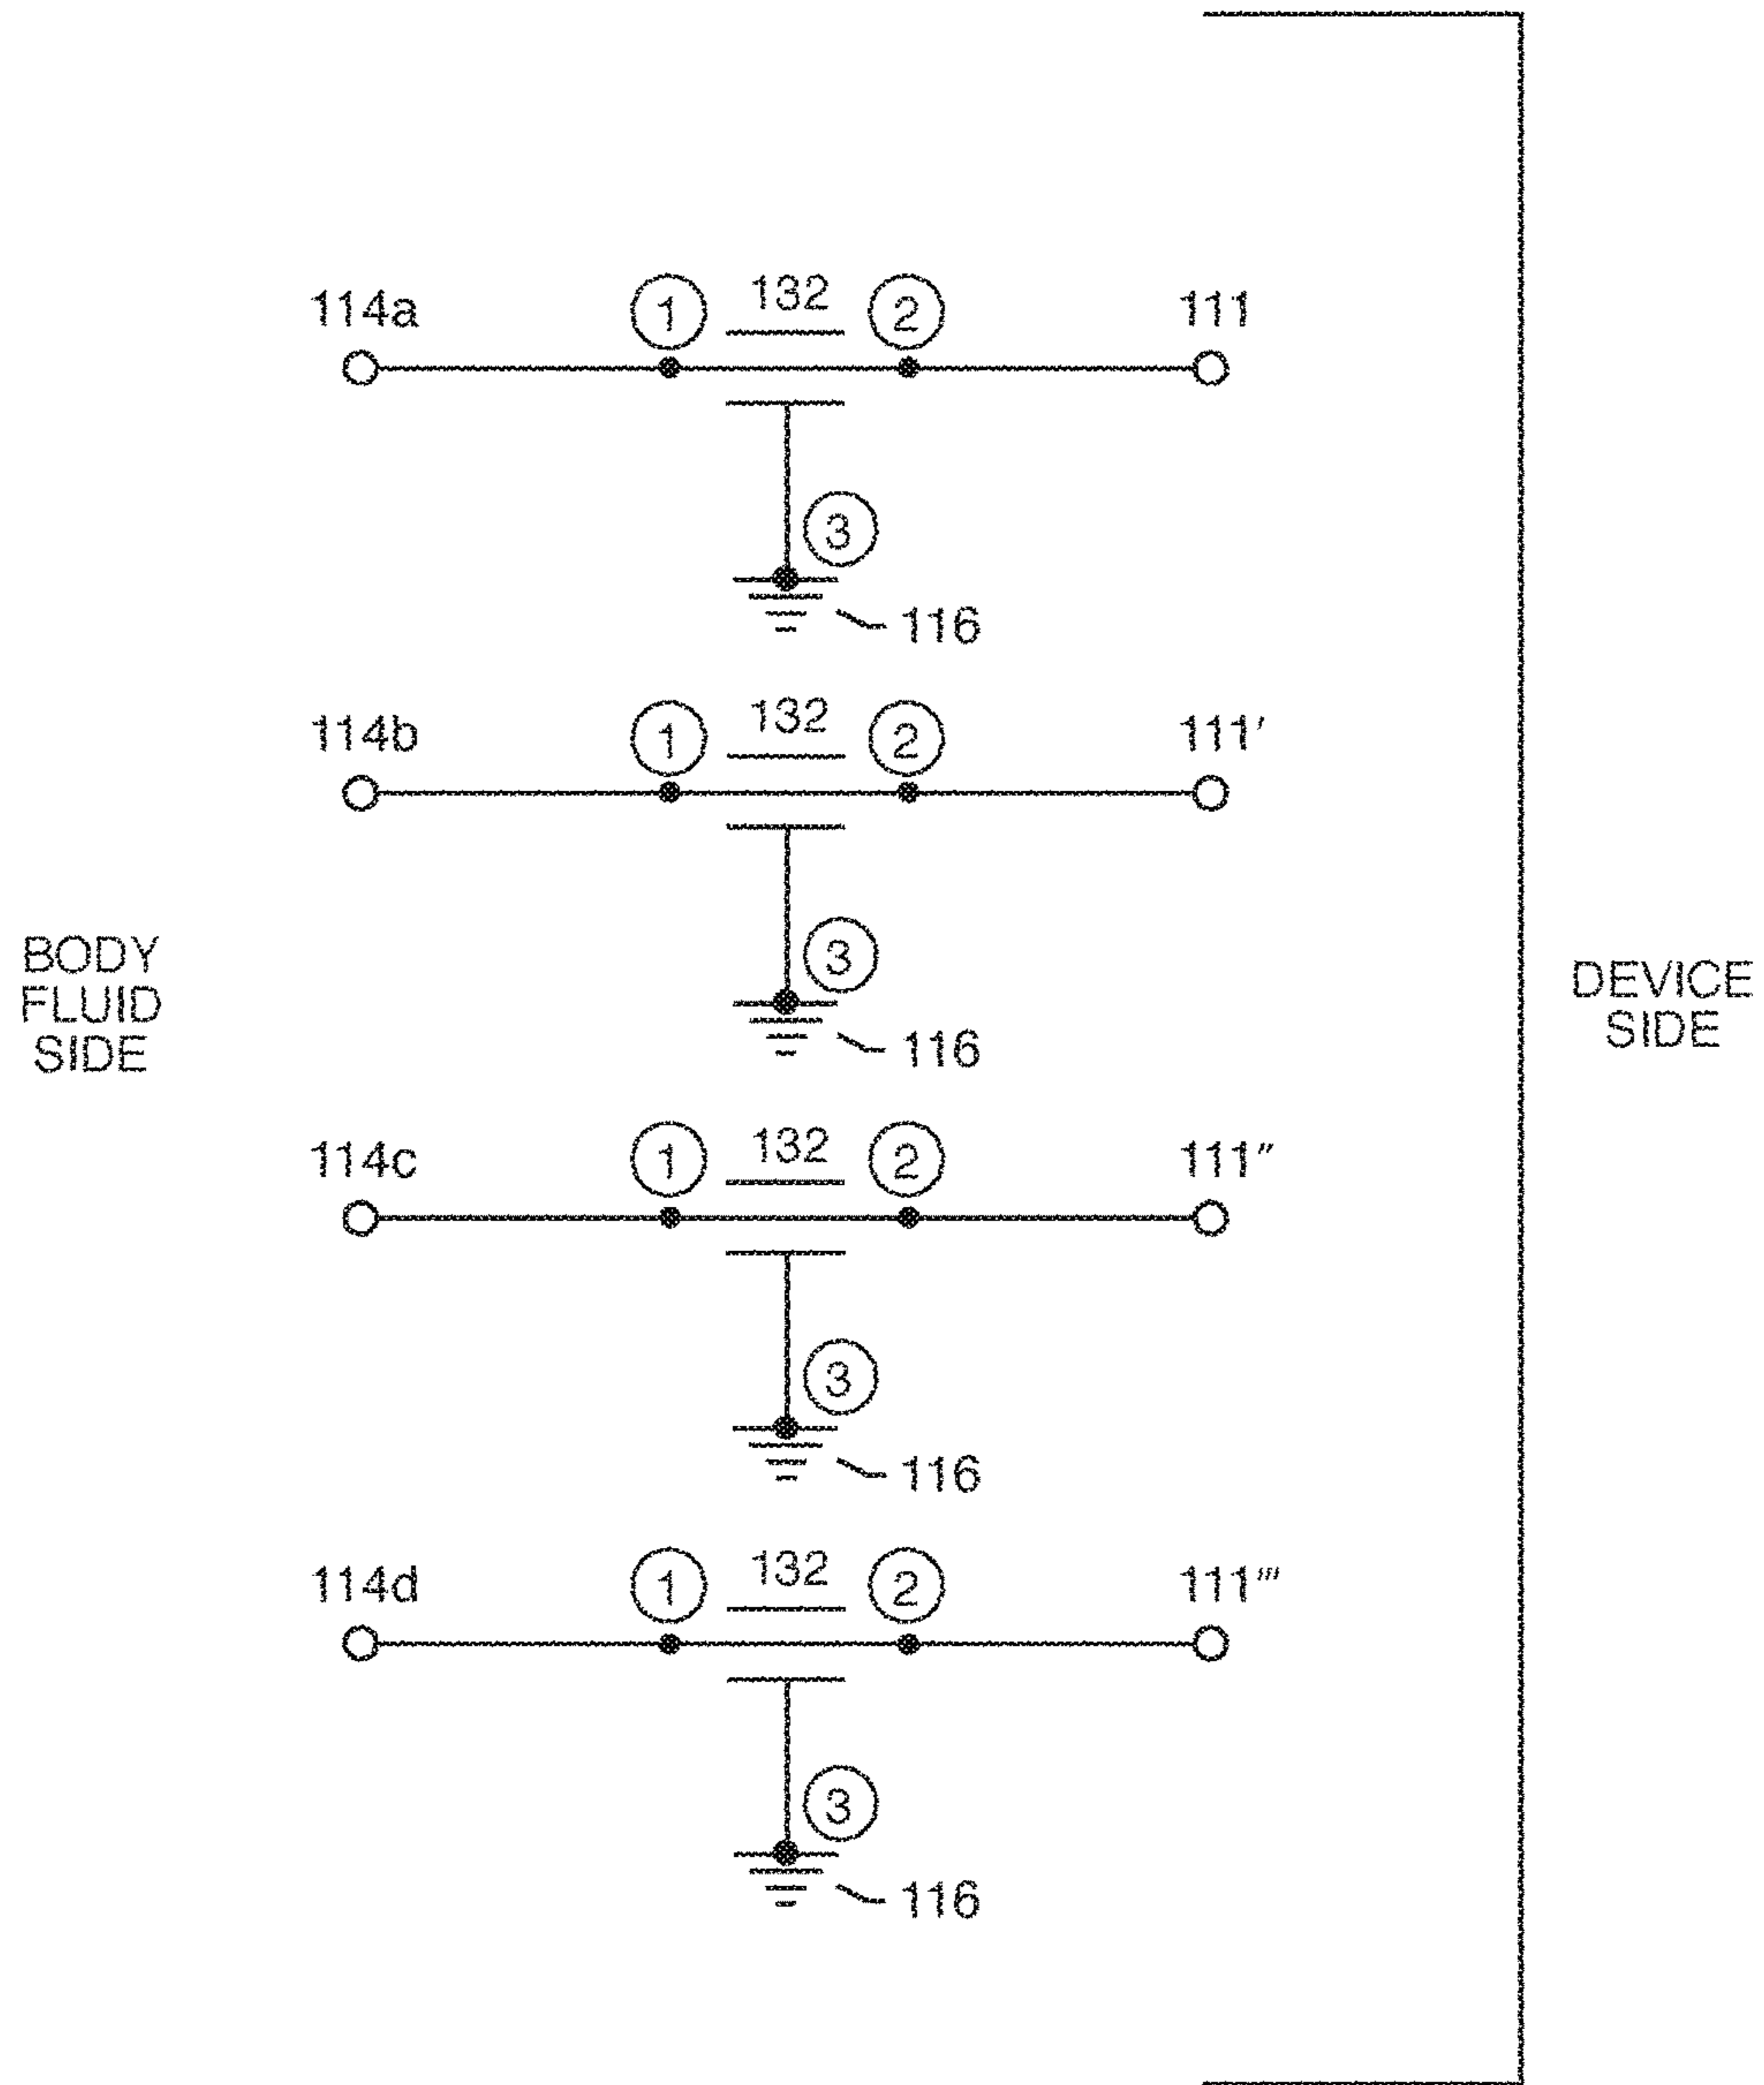 114a ① 132 ② 111
③
116
114b ① 132 ② 111′
③
116
BODY
FLUID
SIDE
DEVICE
SIDE
114c ① 132 ② 111″
③
116
114d ① 132 ② 111‴
③
116